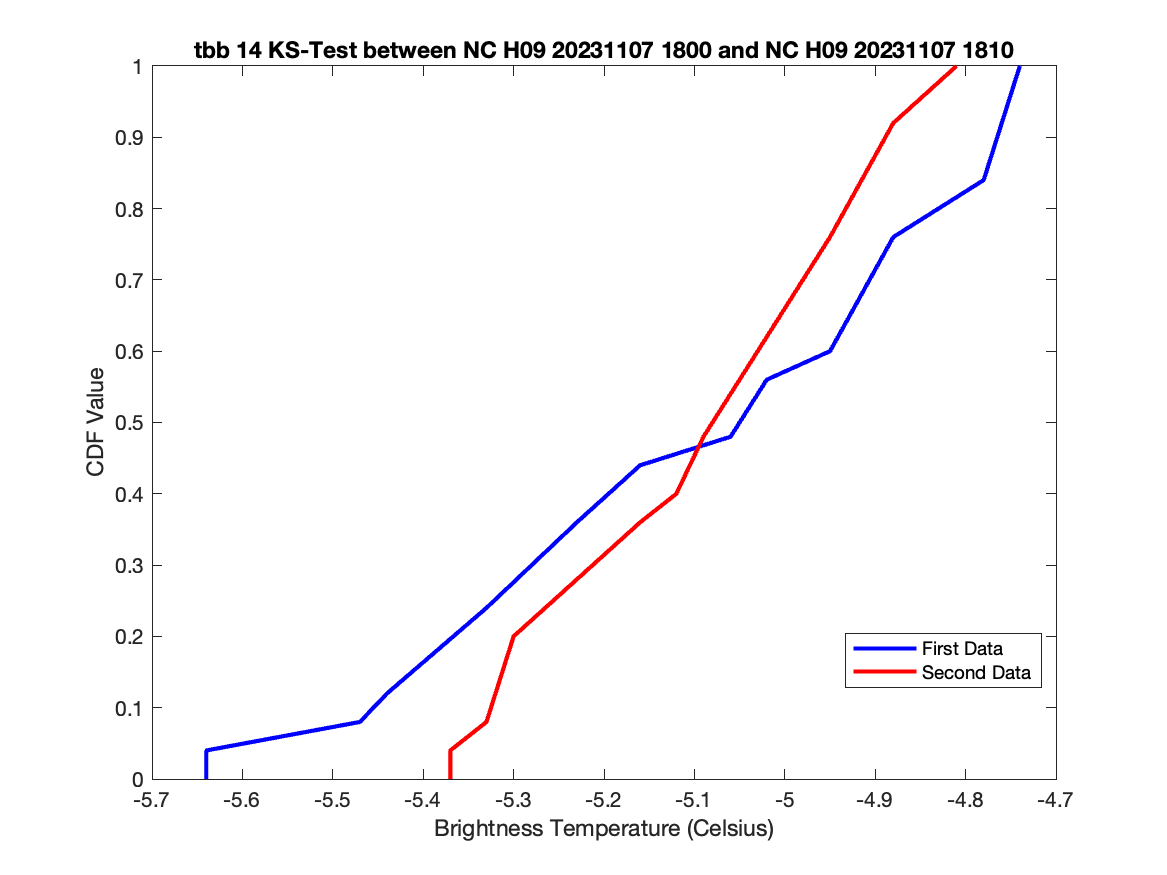 tbb 14 KS-Test between NC H09 20231107 1800 and NC H09 20231107 1810
1
0.9
0.8
0.7
0.6
0.5
0.4
0.3
0.2
0.1
0
CDF Value
First Data
Second Data
-5.7 -5.6 -5.5 -5.4 -5.3 -5.2 -5.1 -5 -4.9 -4.8 -4.7
Brightness Temperature (Celsius)